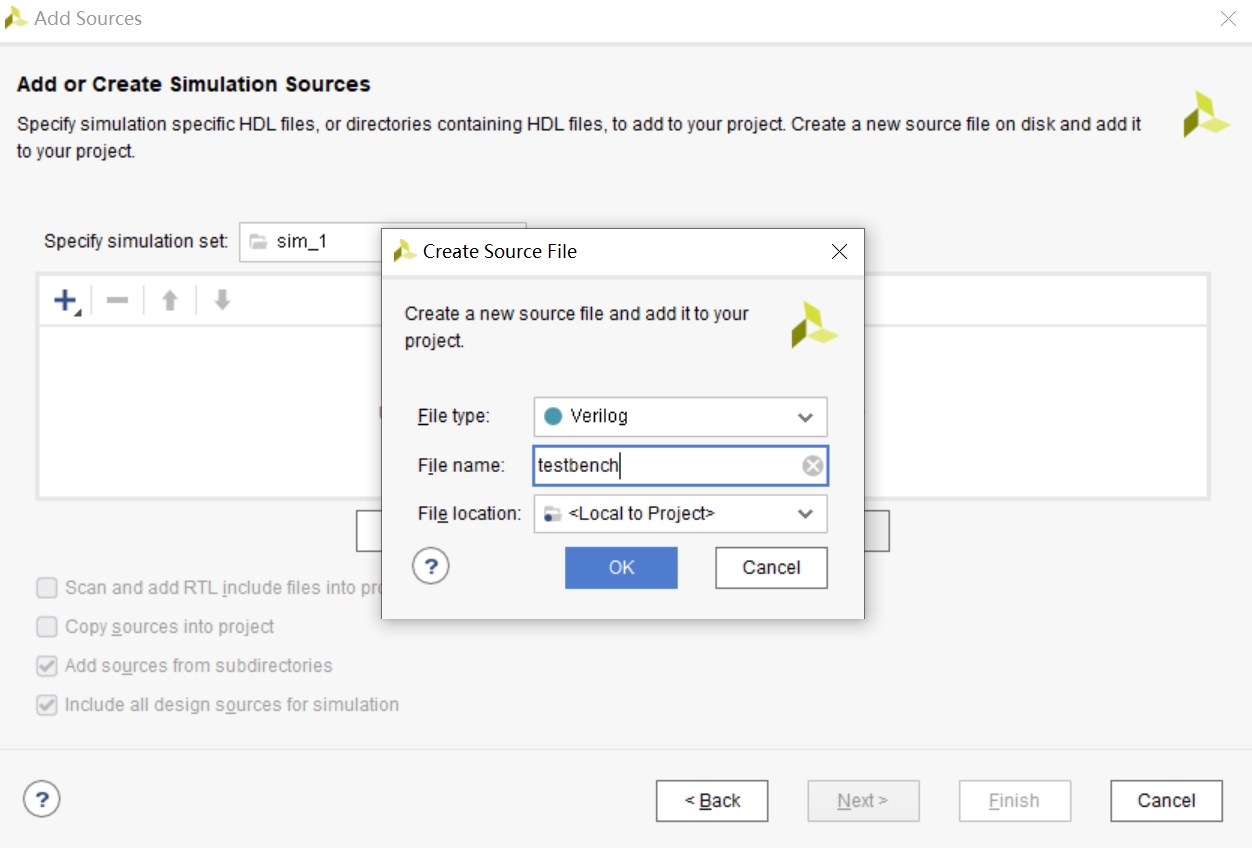 Add Sources
Add or Create Simulation Sources
Specify simulation specific HDL files, or directories containing HDL files, to add to your project. Create a new source file on disk and add it
to your project.
Specify simulation set: sim_1
Create Source File
Create a new source file and add it to your
project.
File type: Verilog
File name: testbench
File location: <Local to Project>
? OK Cancel
Scan and add RTL include files into
Copy sources into project
Add sources from subdirectories
Include all design sources for simulation
? < Back Next > Finish Cancel